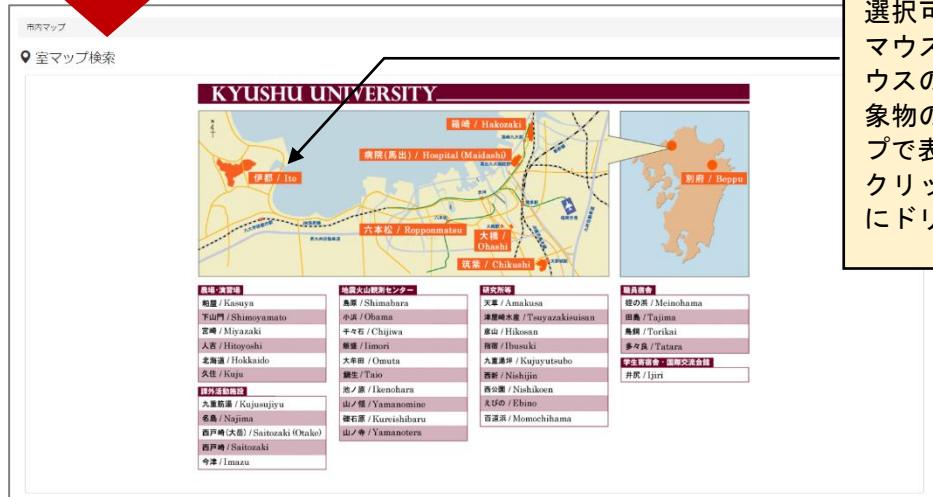 市内マップ
室マップ検索
KYUSHU UNIVERSITY
箱崎 / Hakozaki
病院(馬出) / Hospital (Maidashi)
伊都 / Ito
別府 / Beppu
六本松 / Ropponmatsu
大橋 /
Ohashi
筑紫 / Chikushi
農場・演習場
粕屋 / Kasuya
下山門 / Shimoyamato
宮崎 / Miyazaki
人吉 / Hitoyoshi
北海道 / Hokkaido
久住 / Kuju
課外活動施設
九重筋湯 / Kujusujiyu
名島 / Najima
西戸崎(大岳) / Saitozaki (Otake)
西戸崎 / Saitozaki
今津 / Imazu
地震火山観測センター
島原 / Shimabara
小浜 / Obama
千々石 / Chijiwa
飯盛 / Iimori
大牟田 / Omuta
鯛生 / Taio
池ノ原 / Ikenohara
山ノ領 / Yamanomine
礫石原 / Kureishibaru
山ノ寺 / Yamanotera
研究所等
天草 / Amakusa
津屋崎水産 / Tsuyazakisuisan
彦山 / Hikosan
指宿 / Ibusuki
九重湯坪 / Kujuyutsubo
西新 / Nishijin
西公園 / Nishikoen
えびの / Ebino
百道浜 / Momochihama
職員宿舎
姪の浜 / Meinohama
田島 / Tajima
鳥飼 / Torikai
多々良 / Tatara
学生寄宿舎・国際交流会館
井尻 / Ijiri
選択可
マウス
ウスの
象物の
プで表
クリッ
にドリ